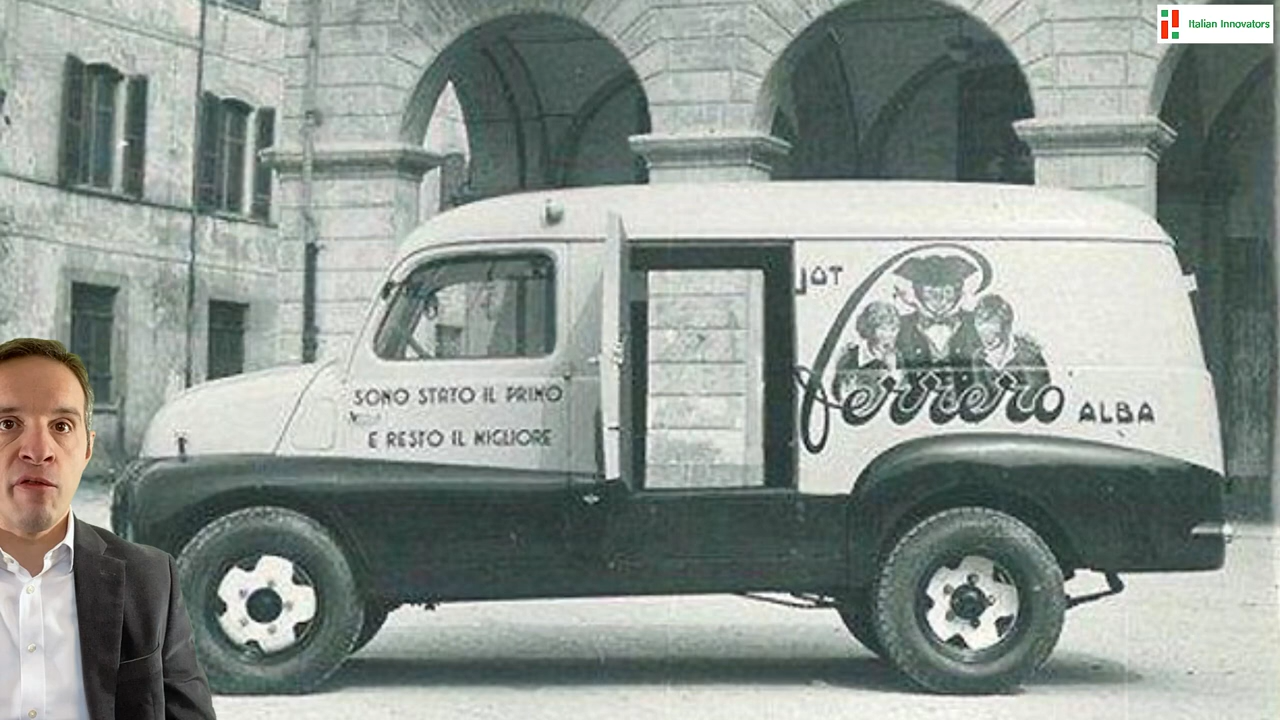 Italian Innovators
SONO STATO IL PRIMO
E RESTO IL MIGLIORE
Ferrero ALBA